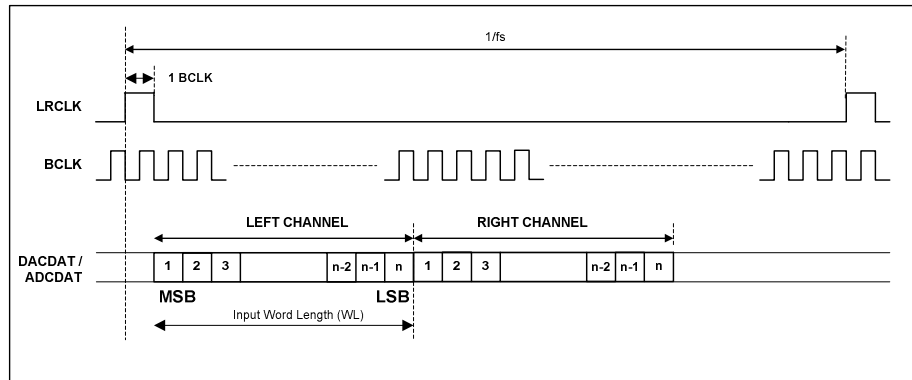 1/fs
1 BCLK
LRCLK
BCLK
LEFT CHANNEL
RIGHT CHANNEL
DACDAT /
ADCDAT
1 2 3 n-2 n-1 n 1 2 3 n-2 n-1 n
MSB LSB
Input Word Length (WL)